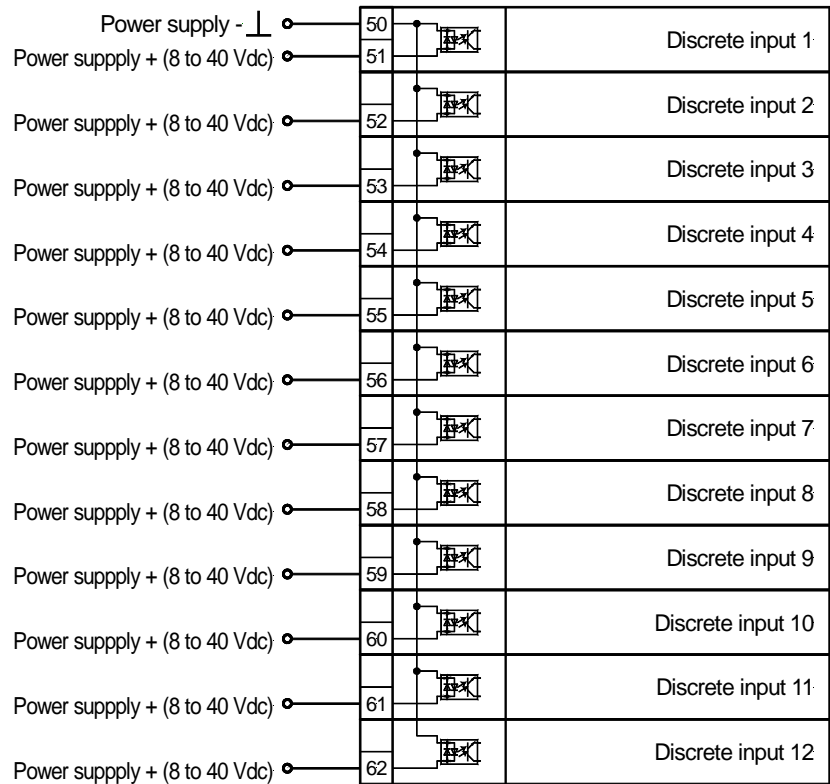 Power supply - ⊥ 50
Discrete input 1
Power suppply + (8 to 40 Vdc) 51
Discrete input 2
Power suppply + (8 to 40 Vdc) 52
Discrete input 3
Power suppply + (8 to 40 Vdc) 53
Discrete input 4
Power suppply + (8 to 40 Vdc) 54
Discrete input 5
Power suppply + (8 to 40 Vdc) 55
Discrete input 6
Power suppply + (8 to 40 Vdc) 56
Discrete input 7
Power suppply + (8 to 40 Vdc) 57
Discrete input 8
Power suppply + (8 to 40 Vdc) 58
Discrete input 9
Power suppply + (8 to 40 Vdc) 59
Discrete input 10
Power suppply + (8 to 40 Vdc) 60
Discrete input 11
Power suppply + (8 to 40 Vdc) 61
Discrete input 12
Power suppply + (8 to 40 Vdc) 62